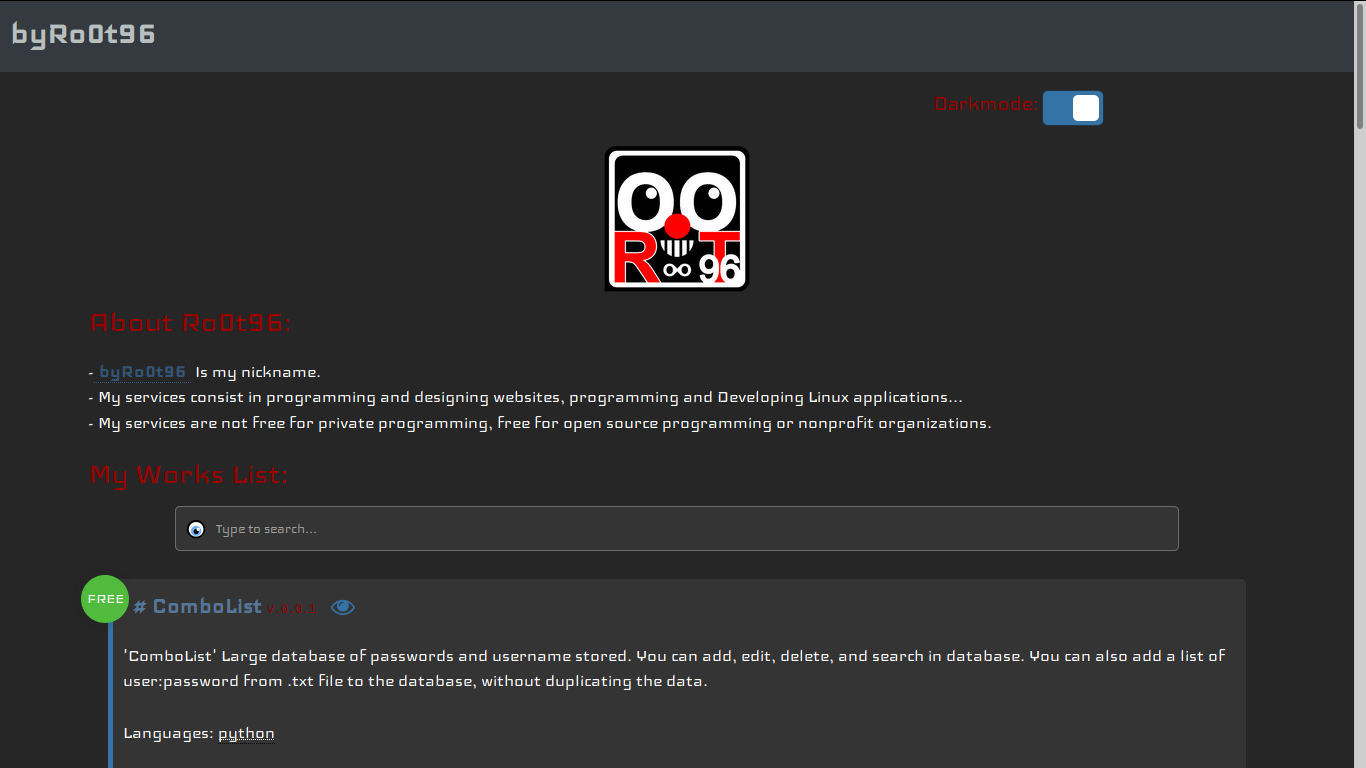 byRo0t96
Darkmode:
R T
96
About Ro0t96:
- byRo0t96 Is my nickname.
- My services consist in programming and designing websites, programming and Developing Linux applications...
- My services are not free for private programming, free for open source programming or nonprofit organizations.
My Works List:
Type to search...
FREE
# ComboList v.0.0.1
'ComboList' Large database of passwords and username stored. You can add, edit, delete, and search in database. You can also add a list of
user:password from .txt file to the database, without duplicating the data.
Languages: python